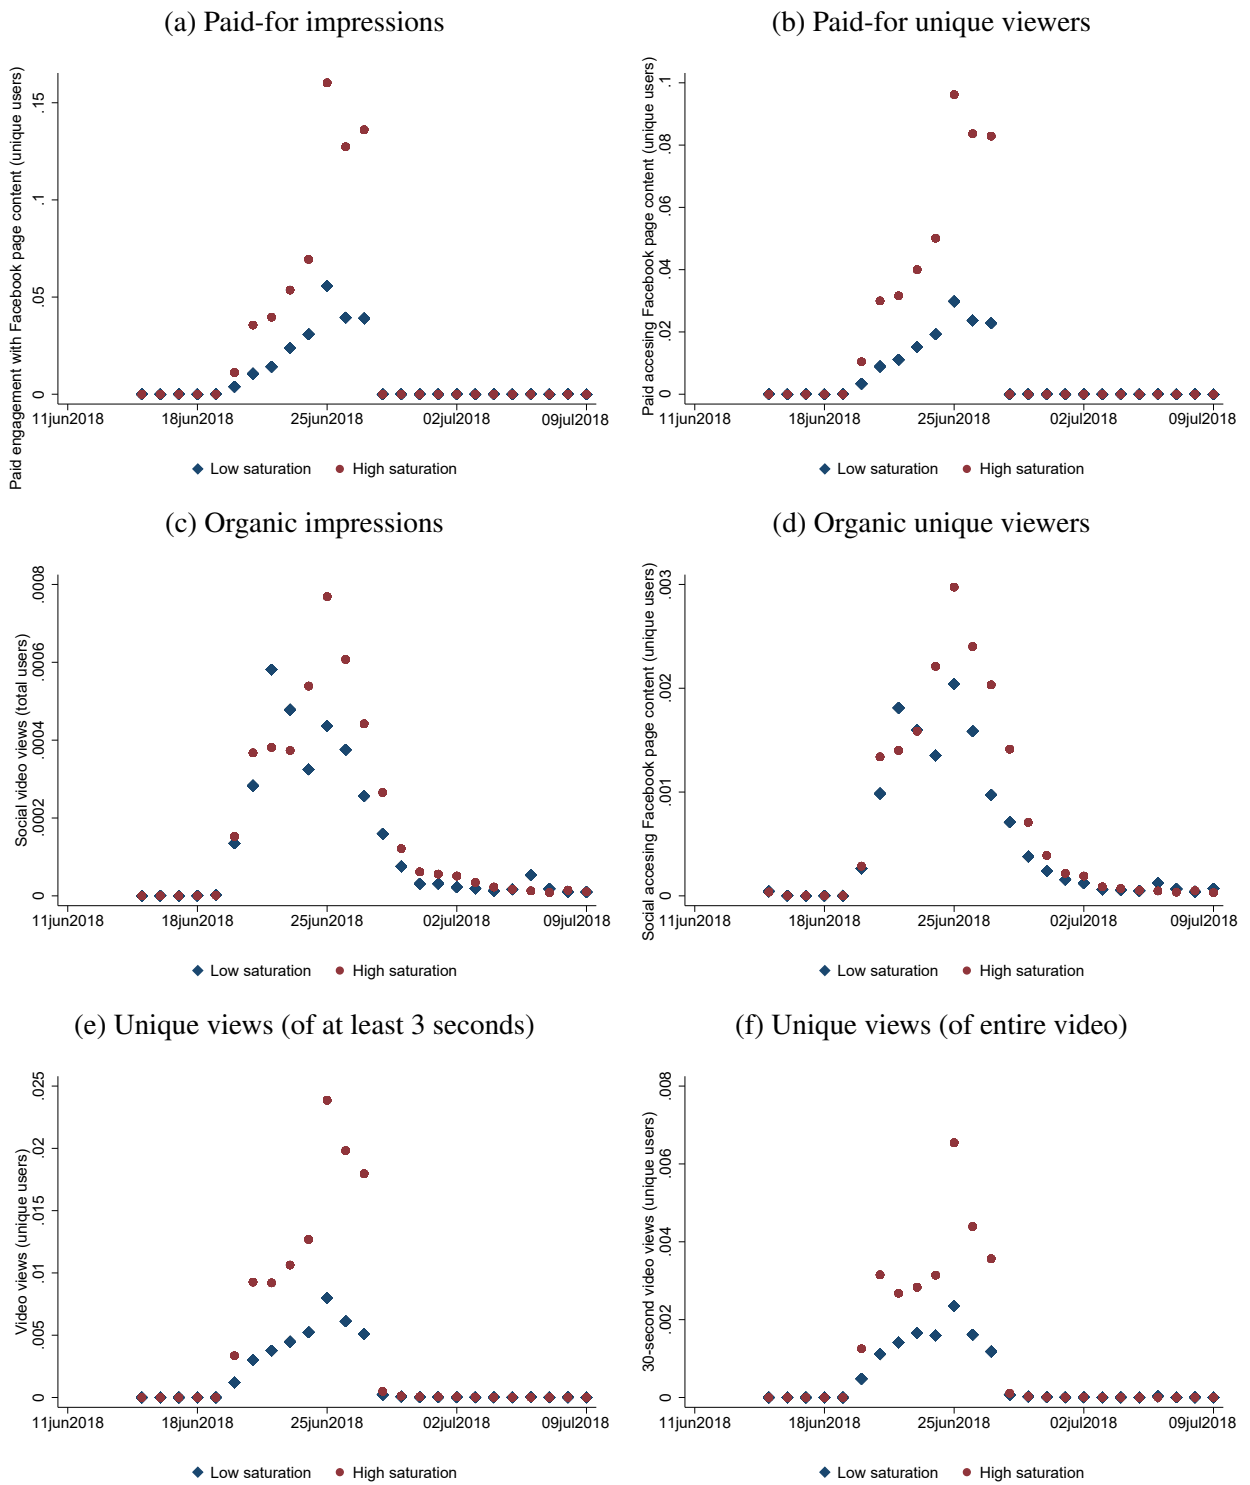 (a) Paid-for impressions
Paid engagement with Facebook page content (unique users)
.15
.1
.05
0
11jun2018 18jun2018 25jun2018 02jul2018 09jul2018
Low saturation High saturation
(b) Paid-for unique viewers
Paid accesing Facebook page content (unique users)
.1
.08
.06
.04
.02
0
11jun2018 18jun2018 25jun2018 02jul2018 09jul2018
Low saturation High saturation
(c) Organic impressions
Social video views (total users)
.0008
.0006
.0004
.0002
0
11jun2018 18jun2018 25jun2018 02jul2018 09jul2018
Low saturation High saturation
(d) Organic unique viewers
Social accesing Facebook page content (unique users)
.003
.002
.001
0
11jun2018 18jun2018 25jun2018 02jul2018 09jul2018
Low saturation High saturation
(e) Unique views (of at least 3 seconds)
Video views (unique users)
.025
.02
.015
.01
.005
0
11jun2018 18jun2018 25jun2018 02jul2018 09jul2018
Low saturation High saturation
(f) Unique views (of entire video)
30-second video views (unique users)
.008
.006
.004
.002
0
11jun2018 18jun2018 25jun2018 02jul2018 09jul2018
Low saturation High saturation